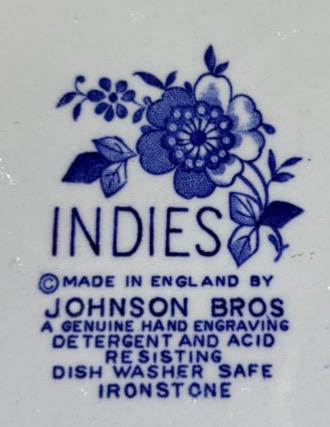 INDIES
©MADE IN ENGLAND BY
JOHNSON BROS
A GENUINE HAND ENGRAVING
DETERGENT AND ACID
RESISTING
DISH WASHER SAFE
IRONSTONE